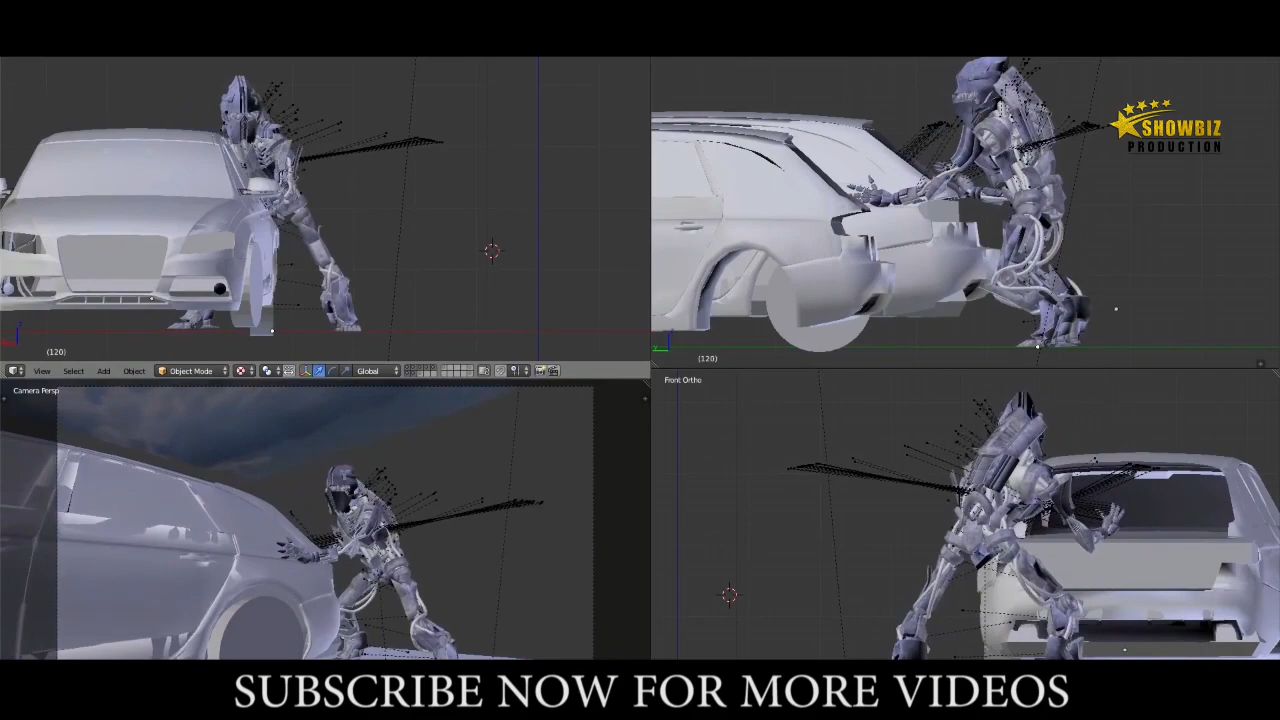 SHOWBIZ
PRODUCTION
(120)
(120)
View Select Add Object Object Mode Global
Camera Persp
Front Ortho
SUBSCRIBE NOW FOR MORE VIDEOS